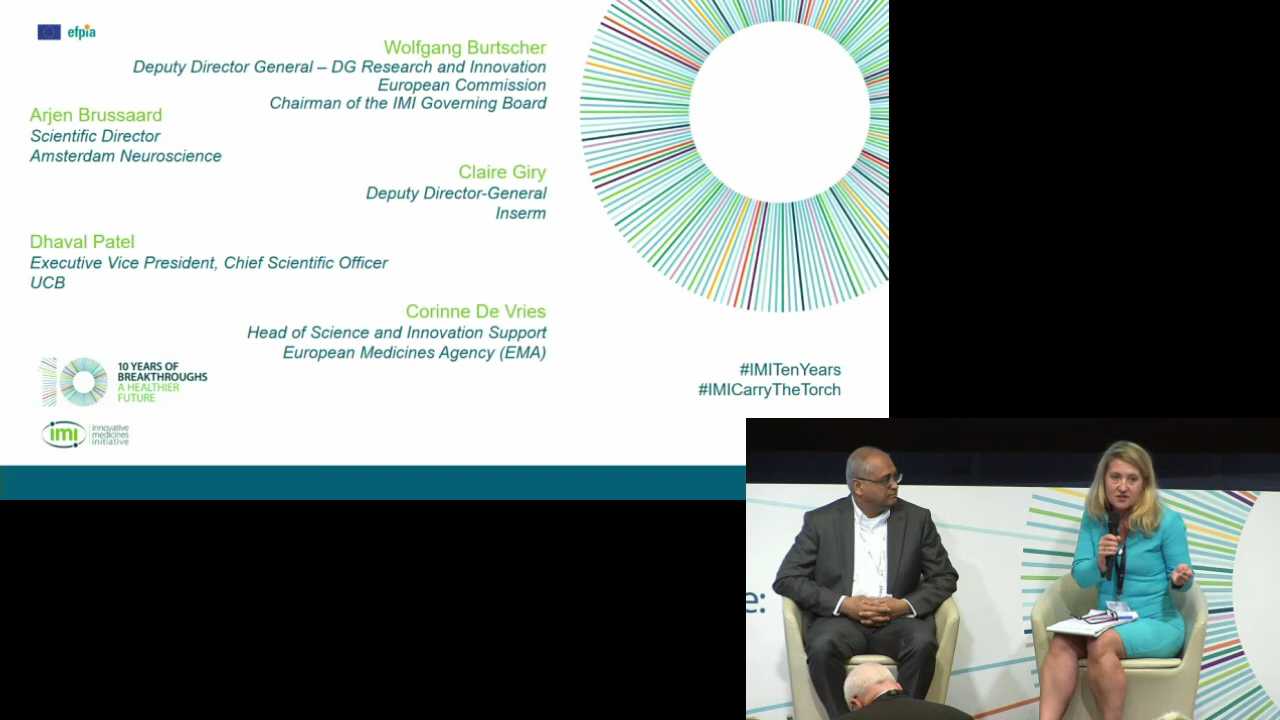 efpia
Wolfgang Burtscher
Deputy Director General – DG Research and Innovation
European Commission
Chairman of the IMI Governing Board
Arjen Brussaard
Scientific Director
Amsterdam Neuroscience
Claire Giry
Deputy Director-General
Inserm
Dhaval Patel
Executive Vice President, Chief Scientific Officer
UCB
Corinne De Vries
Head of Science and Innovation Support
European Medicines Agency (EMA)
10 YEARS OF
BREAKTHROUGHS
A HEALTHIER
FUTURE
#IMITenYears
#IMICarryTheTorch
imi
innovative
medicines
initiative
e: